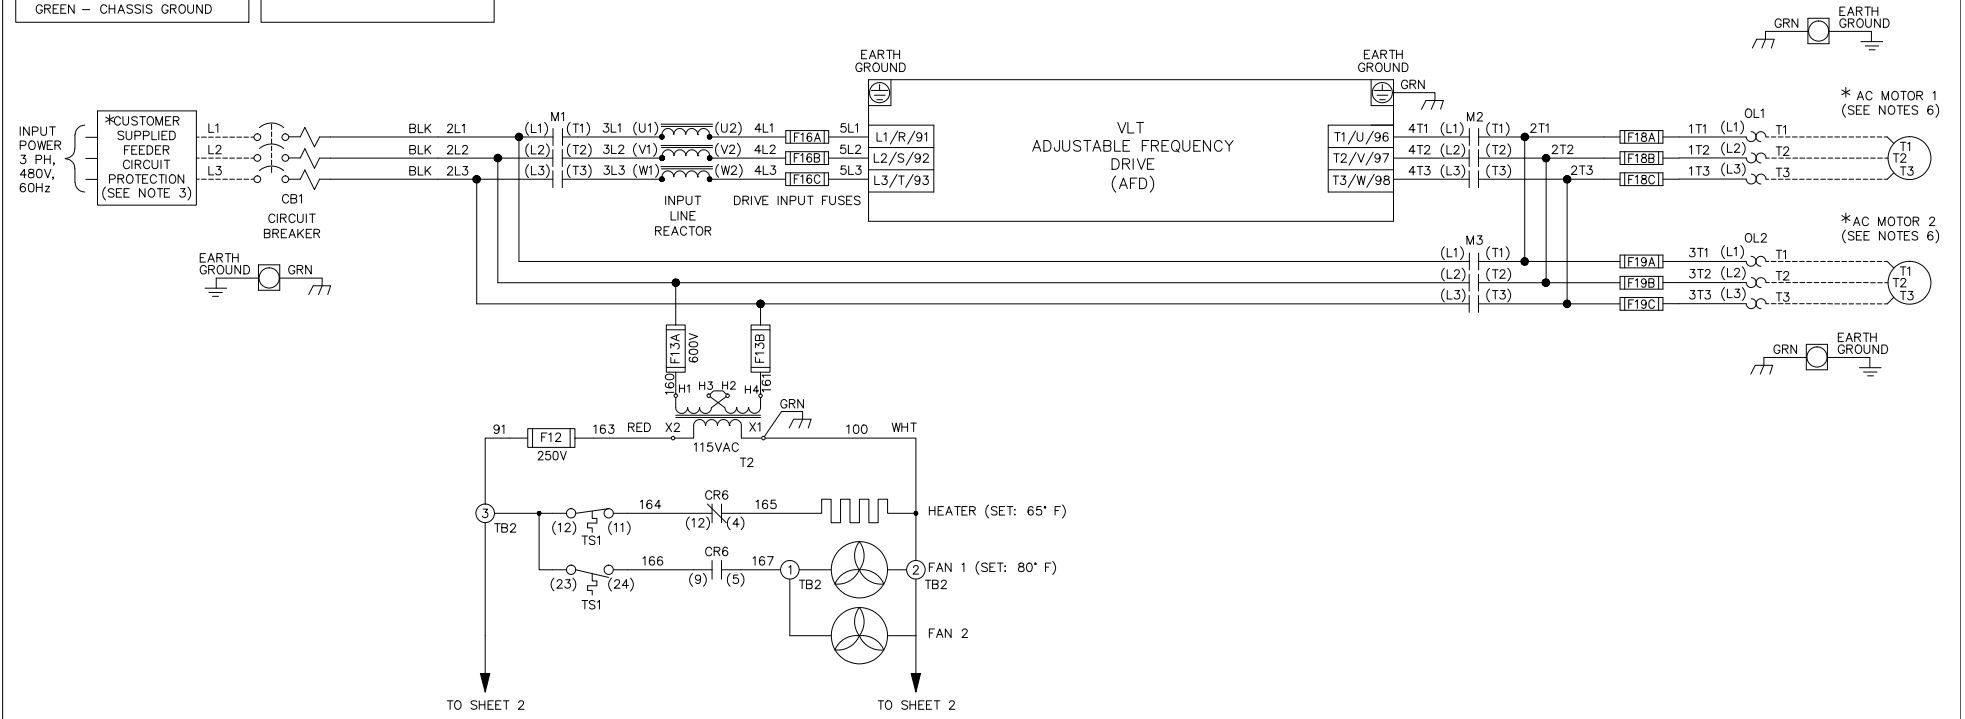 GREEN – CHASSIS GROUND
GRN
EARTH
GROUND
INPUT
POWER
3 PH,
480V,
60Hz
*CUSTOMER
SUPPLIED
FEEDER
CIRCUIT
PROTECTION
(SEE NOTE 3)
L1
L2
L3
CB1
CIRCUIT
BREAKER
BLK 2L1
BLK 2L2
BLK 2L3
M1
(L1) (T1) 3L1 (U1) (U2) 4L1 F16A 5L1
(L2) (T2) 3L2 (V1) (V2) 4L2 F16B 5L2
(L3) (T3) 3L3 (W1) (W2) 4L3 F16C 5L3
INPUT
LINE
REACTOR
DRIVE INPUT FUSES
EARTH
GROUND
L1/R/91
L2/S/92
L3/T/93
VLT
ADJUSTABLE FREQUENCY
DRIVE
(AFD)
EARTH
GROUND
GRN
T1/U/96
T2/V/97
T3/W/98
M2
4T1 (L1) (T1) 2T1 F18A 1T1 (L1) T1
4T2 (L2) (T2) 2T2 F18B 1T2 (L2) T2
4T3 (L3) (T3) 2T3 F18C 1T3 (L3) T3
OL1
* AC MOTOR 1
(SEE NOTES 6)
T1
T2
T3
EARTH
GROUND
GRN
M3
(L1) (T1) F19A 3T1 (L1) T1
(L2) (T2) F19B 3T2 (L2) T2
(L3) (T3) F19C 3T3 (L3) T3
OL2
*AC MOTOR 2
(SEE NOTES 6)
T1
T2
T3
GRN
EARTH
GROUND
F13A
600V
F13B
160
H1 H3 H2 H4
161
GRN
91 F12 163 RED X2 X1 100 WHT
250V
115VAC
T2
3
TB2
(12) (11)
TS1
164
CR6
(12) (4)
165
HEATER (SET: 65° F)
(23) (24)
TS1
166
CR6
(9) (5)
167
1
TB2
2
TB2
FAN 1 (SET: 80° F)
FAN 2
TO SHEET 2
TO SHEET 2